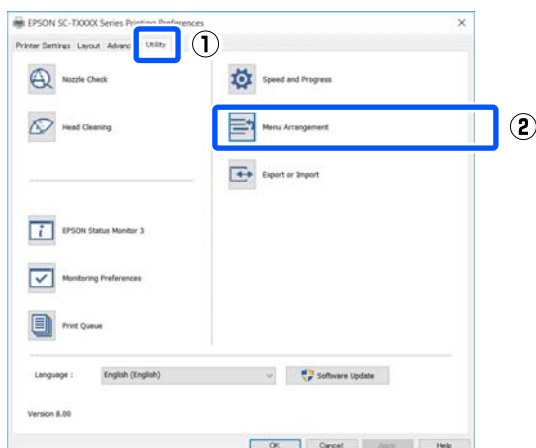 EPSON SC-TXXXX Series Printing Preferences
Printer Settings Layout Advanc Utility
①
Nozzle Check
Speed and Progress
Head Cleaning
Menu Arrangement
②
Export or Import
EPSON Status Monitor 3
Monitoring Preferences
Print Queue
Language : English (English) Software Update
Version 8.00
OK Cancel Apply Help